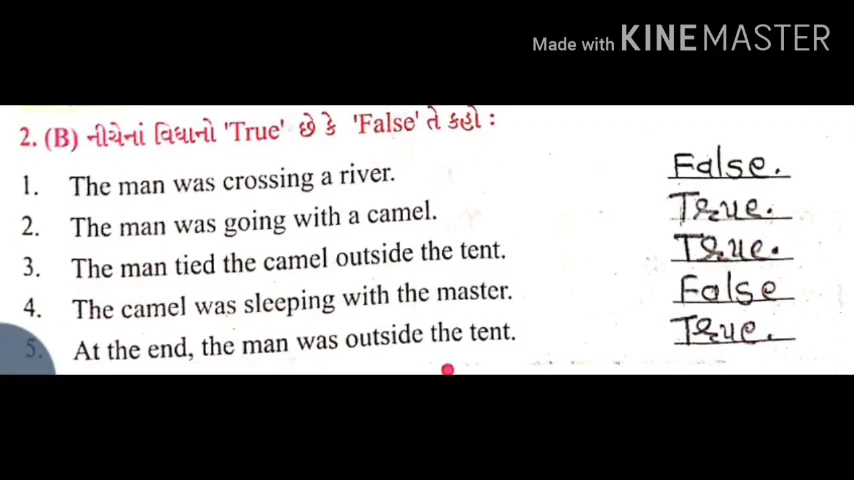 Made with KINEMASTER
2. (B) નીચેનાં વિધાનો 'True' છે કે 'False' તે કહો :
1. The man was crossing a river. False.
2. The man was going with a camel. True.
3. The man tied the camel outside the tent. True.
4. The camel was sleeping with the master. False
5. At the end, the man was outside the tent. True.